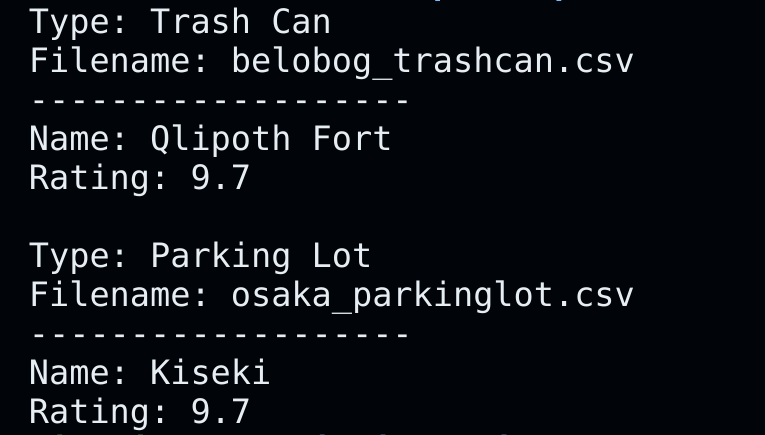 Type: Trash Can
Filename: belobog_trashcan.csv
-------------------
Name: Qlipoth Fort
Rating: 9.7
Type: Parking Lot
Filename: osaka_parkinglot.csv
-------------------
Name: Kiseki
Rating: 9.7